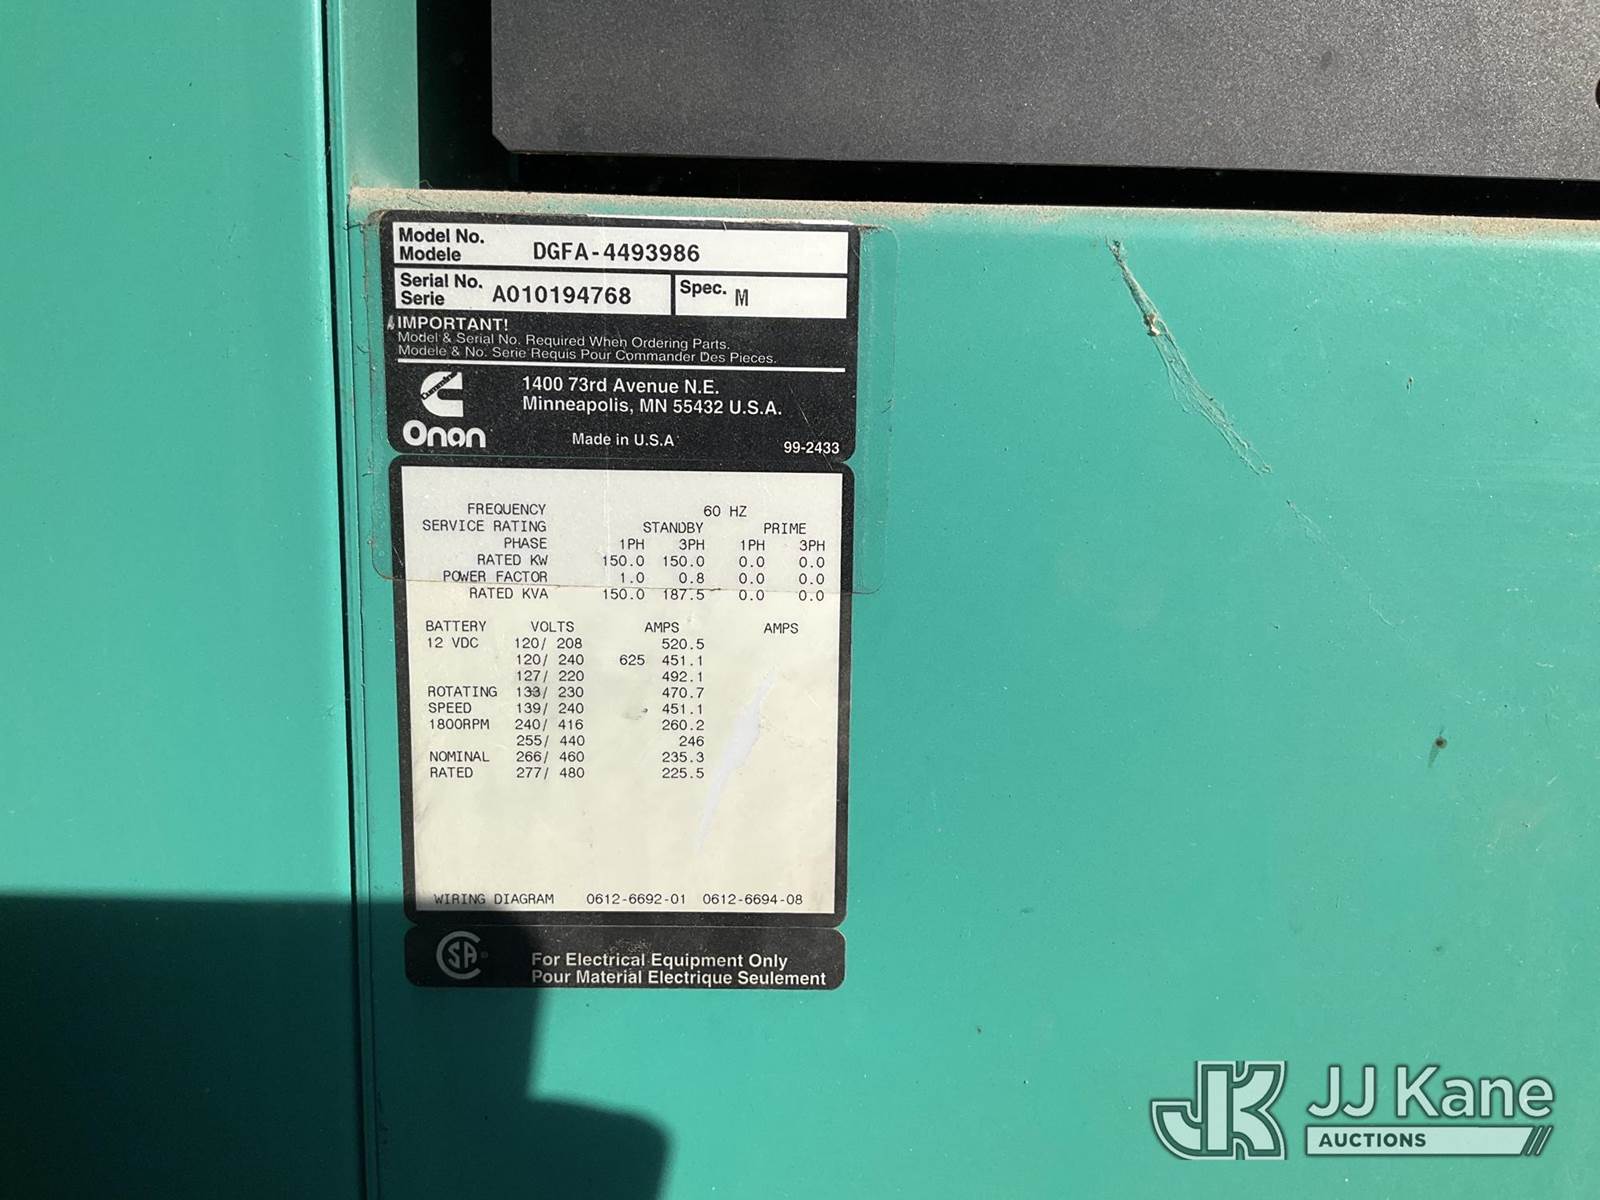 Model No. DGFA-4493986
Modele
Serial No. A010194768 Spec. M
Serie
IMPORTANT!
Model & Serial No. Required When Ordering Parts.
Modele & No. Serie Requis Pour Commander Des Pieces.
Cummins
Onan
1400 73rd Avenue N.E.
Minneapolis, MN 55432 U.S.A.
Made in U.S.A 99-2433
FREQUENCY 60 HZ
SERVICE RATING STANDBY PRIME
PHASE 1PH 3PH 1PH 3PH
RATED KW 150.0 150.0 0.0 0.0
POWER FACTOR 1.0 0.8 0.0 0.0
RATED KVA 150.0 187.5 0.0 0.0
BATTERY VOLTS AMPS AMPS
12 VDC 120/ 208 520.5
120/ 240 625 451.1
127/ 220 492.1
ROTATING 133/ 230 470.7
SPEED 139/ 240 451.1
1800RPM 240/ 416 260.2
255/ 440 246
NOMINAL 266/ 460 235.3
RATED 277/ 480 225.5
WIRING DIAGRAM 0612-6692-01 0612-6694-08
SA ®
For Electrical Equipment Only
Pour Material Electrique Seulement
JK JJ Kane
AUCTIONS